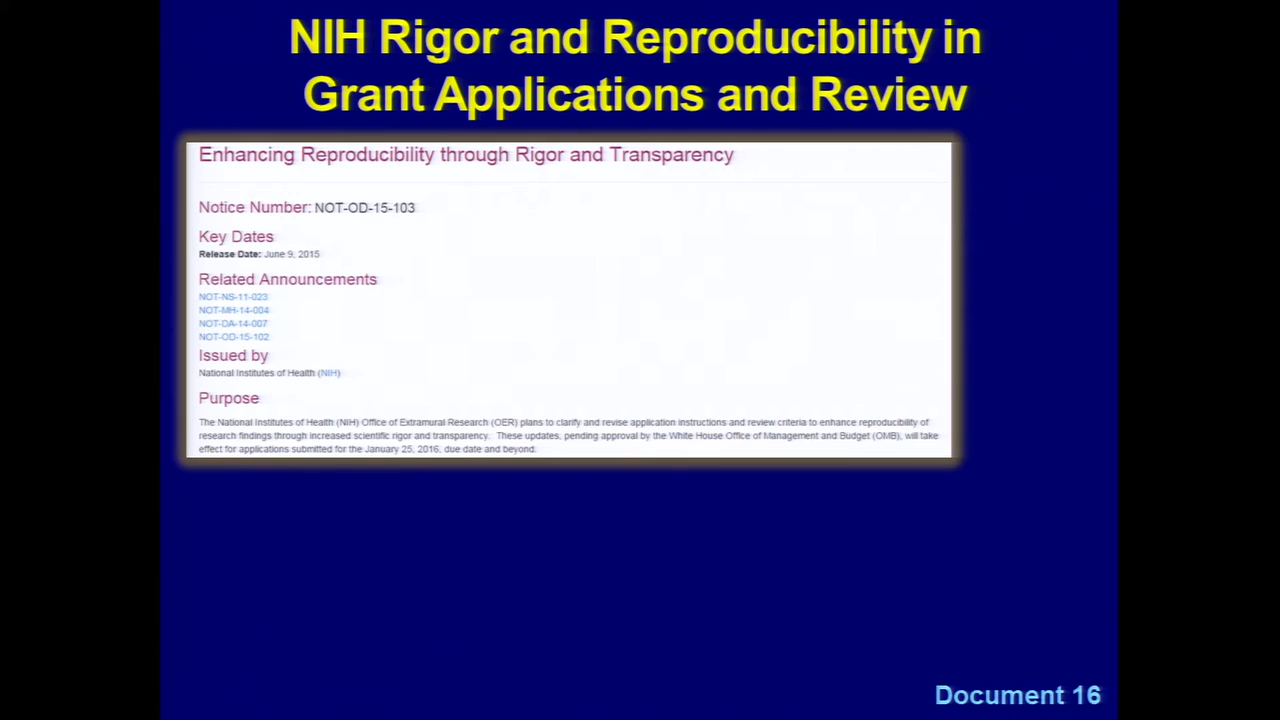 NIH Rigor and Reproducibility in
Grant Applications and Review
Enhancing Reproducibility through Rigor and Transparency
Notice Number: NOT-OD-15-103
Key Dates
Release Date: June 9, 2015
Related Announcements
NOT-NS-11-023
NOT-MH-14-004
NOT-DA-14-007
NOT-OD-15-102
Issued by
National Institutes of Health (NIH)
Purpose
The National Institutes of Health (NIH) Office of Extramural Research (OER) plans to clarify and revise application instructions and review criteria to enhance reproducibility of
research findings through increased scientific rigor and transparency. These updates, pending approval by the White House Office of Management and Budget (OMB), will take
effect for applications submitted for the January 25, 2016, due date and beyond.
Document 16